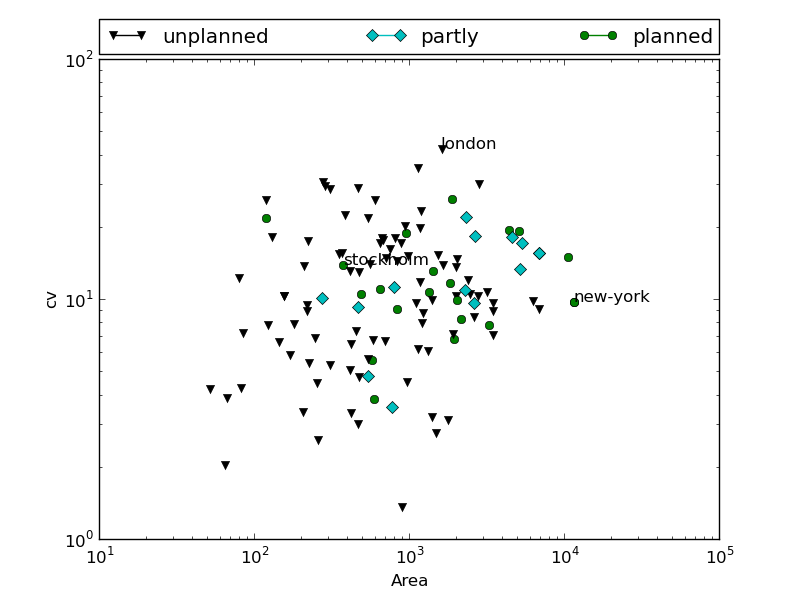 unplanned partly planned
10²
london
stockholm
cv
10¹
new-york
10⁰
10¹ 10² 10³ 10⁴ 10⁵
Area